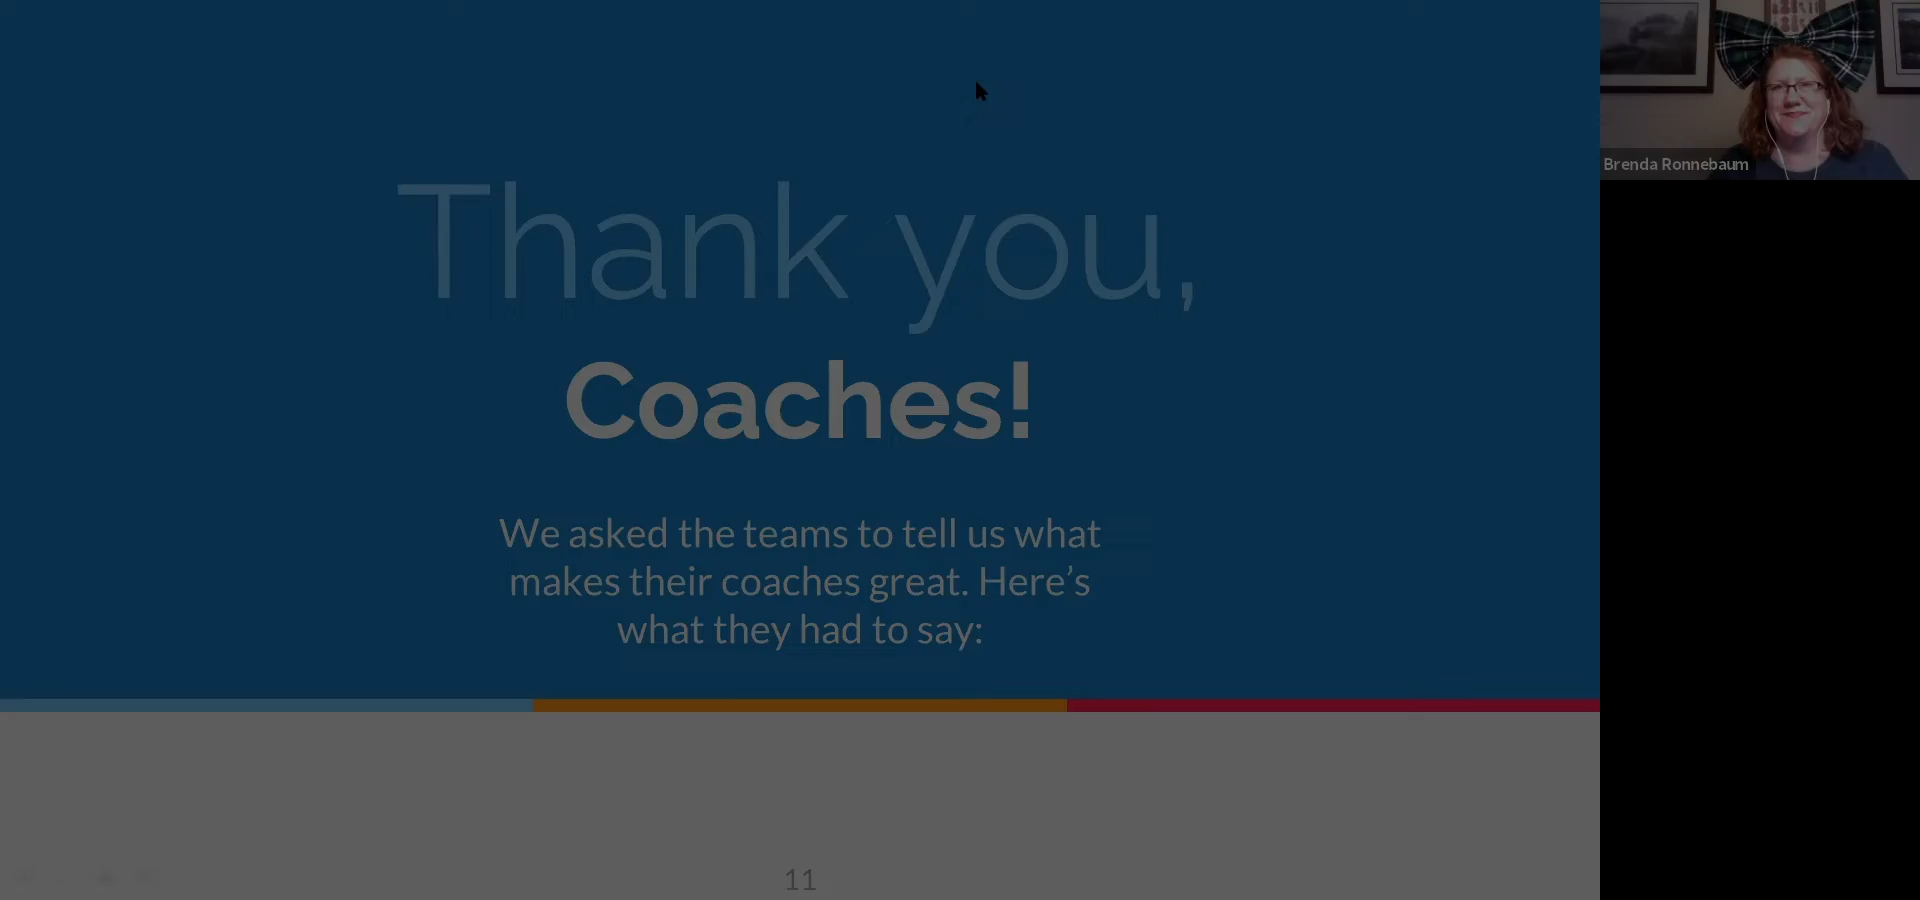 Thank you,
Coaches!
We asked the teams to tell us what
makes their coaches great. Here’s
what they had to say:
11
Brenda Ronnebaum